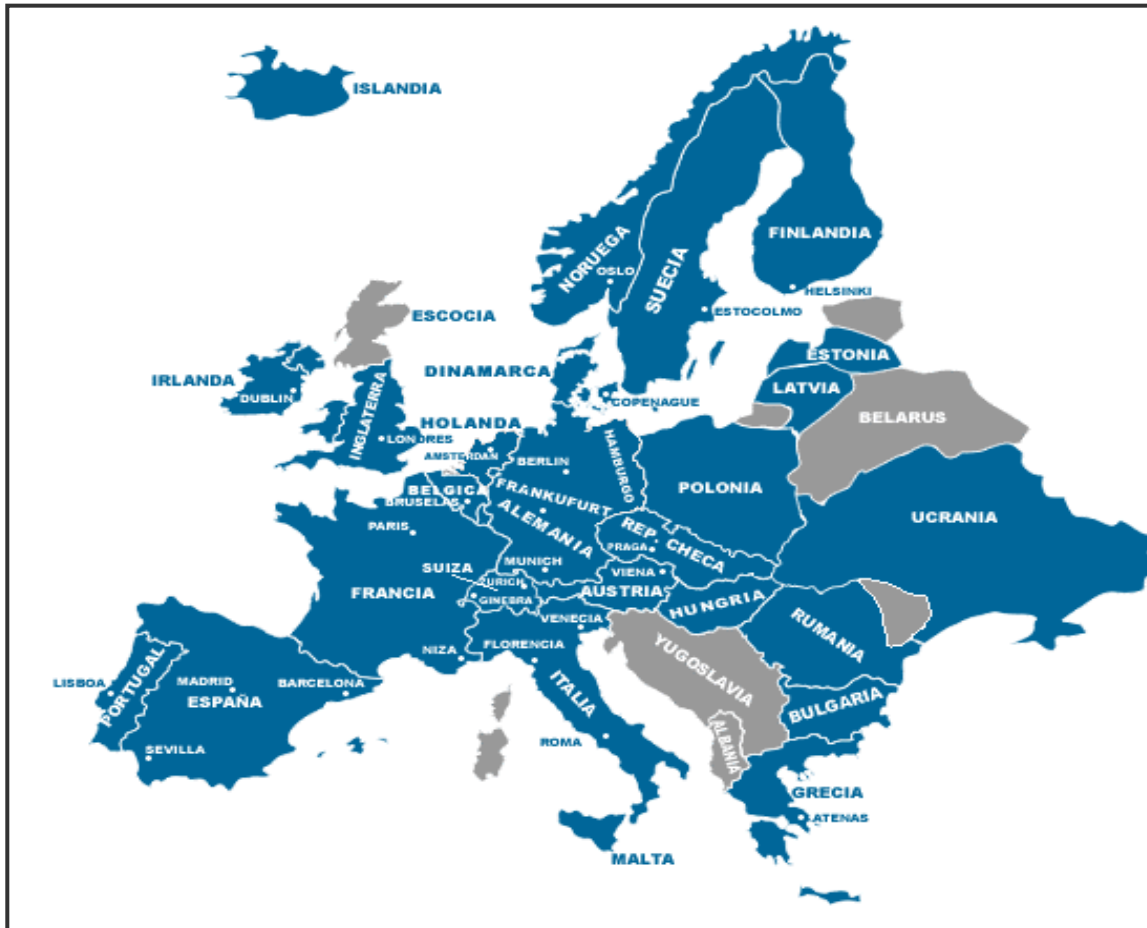 ISLANDIA
NORUEGA
OSLO
SUECIA
FINLANDIA
HELSINKI
ESTOCOLMO
ESCOCIA
ESTONIA
IRLANDA
DUBLIN
DINAMARCA
COPENAGUE
LATVIA
BELARUS
INGLATERRA
LONDRES
HOLANDA
AMSTERDAN
BERLIN
HAMBURGO
POLONIA
BELGICA
BRUSELAS
FRANKUFURT
UCRANIA
PARIS
ALEMANIA
REP. CHECA
PRAGA
SUIZA
MUNICH
VIENA
ZURICH
GINEBRA
AUSTRIA
HUNGRIA
FRANCIA
VENECIA
RUMANIA
NIZA
FLORENCIA
YUGOSLAVIA
LISBOA
PORTUGAL
MADRID
ESPAÑA
BARCELONA
ITALIA
BULGARIA
SEVILLA
ROMA
ALBANIA
GRECIA
ATENAS
MALTA